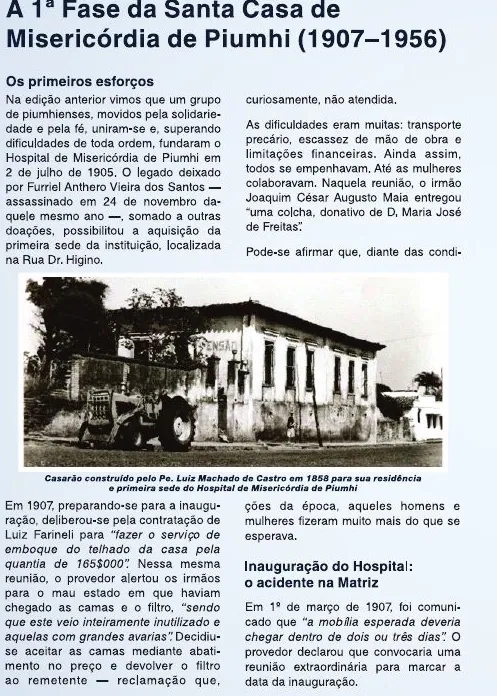 A 1ª Fase da Santa Casa de
Misericórdia de Piumhi (1907–1956)
Os primeiros esforços
Na edição anterior vimos que um grupo
de piumhienses, movidos pela solidarie-
dade e pela fé, uniram-se e, superando
dificuldades de toda ordem, fundaram o
Hospital de Misericórdia de Piumhi em
2 de julho de 1905. O legado deixado
por Furriel Anthero Vieira dos Santos —
assassinado em 24 de novembro da-
quele mesmo ano —, somado a outras
doações, possibilitou a aquisição da
primeira sede da instituição, localizada
na Rua Dr. Higino.
Em 1907, preparando-se para a inaugu-
ração, deliberou-se pela contratação de
Luiz Farineli para “fazer o serviço de
emboque do telhado da casa pela
quantia de 165$000”. Nessa mesma
reunião, o provedor alertou os irmãos
para o mau estado em que haviam
chegado as camas e o filtro, “sendo
que este veio inteiramente inutilizado e
aquelas com grandes avarias”. Decidiu-
se aceitar as camas mediante abati-
mento no preço e devolver o filtro
ao remetente — reclamação que,
curiosamente, não atendida.
As dificuldades eram muitas: transporte
precário, escassez de mão de obra e
limitações financeiras. Ainda assim,
todos se empenhavam. Até as mulheres
colaboravam. Naquela reunião, o irmão
Joaquim César Augusto Maia entregou
“uma colcha, donativo de D, Maria José
de Freitas”.
Pode-se afirmar que, diante das condi-
ções da época, aqueles homens e
mulheres fizeram muito mais do que se
esperava.
PENSÃO
Casarão construído pelo Pe. Luiz Machado de Castro em 1858 para sua residência
e primeira sede do Hospital de Misericórdia de Piumhi
Inauguração do Hospital:
o acidente na Matriz
Em 1º de março de 1907, foi comuni-
cado que “a mobília esperada deveria
chegar dentro de dois ou três dias”. O
provedor declarou que convocaria uma
reunião extraordinária para marcar a
data da inauguração.